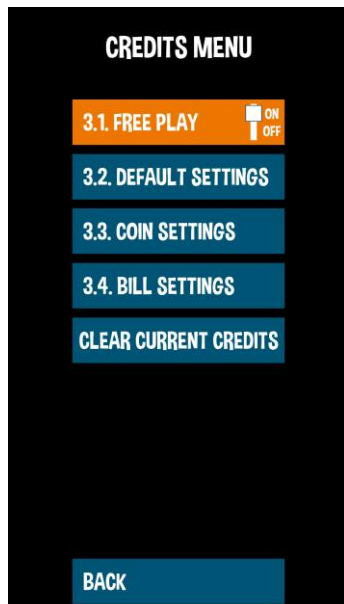 CREDITS MENU
3.1. FREE PLAY
ON
OFF
3.2. DEFAULT SETTINGS
3.3. COIN SETTINGS
3.4. BILL SETTINGS
CLEAR CURRENT CREDITS
BACK